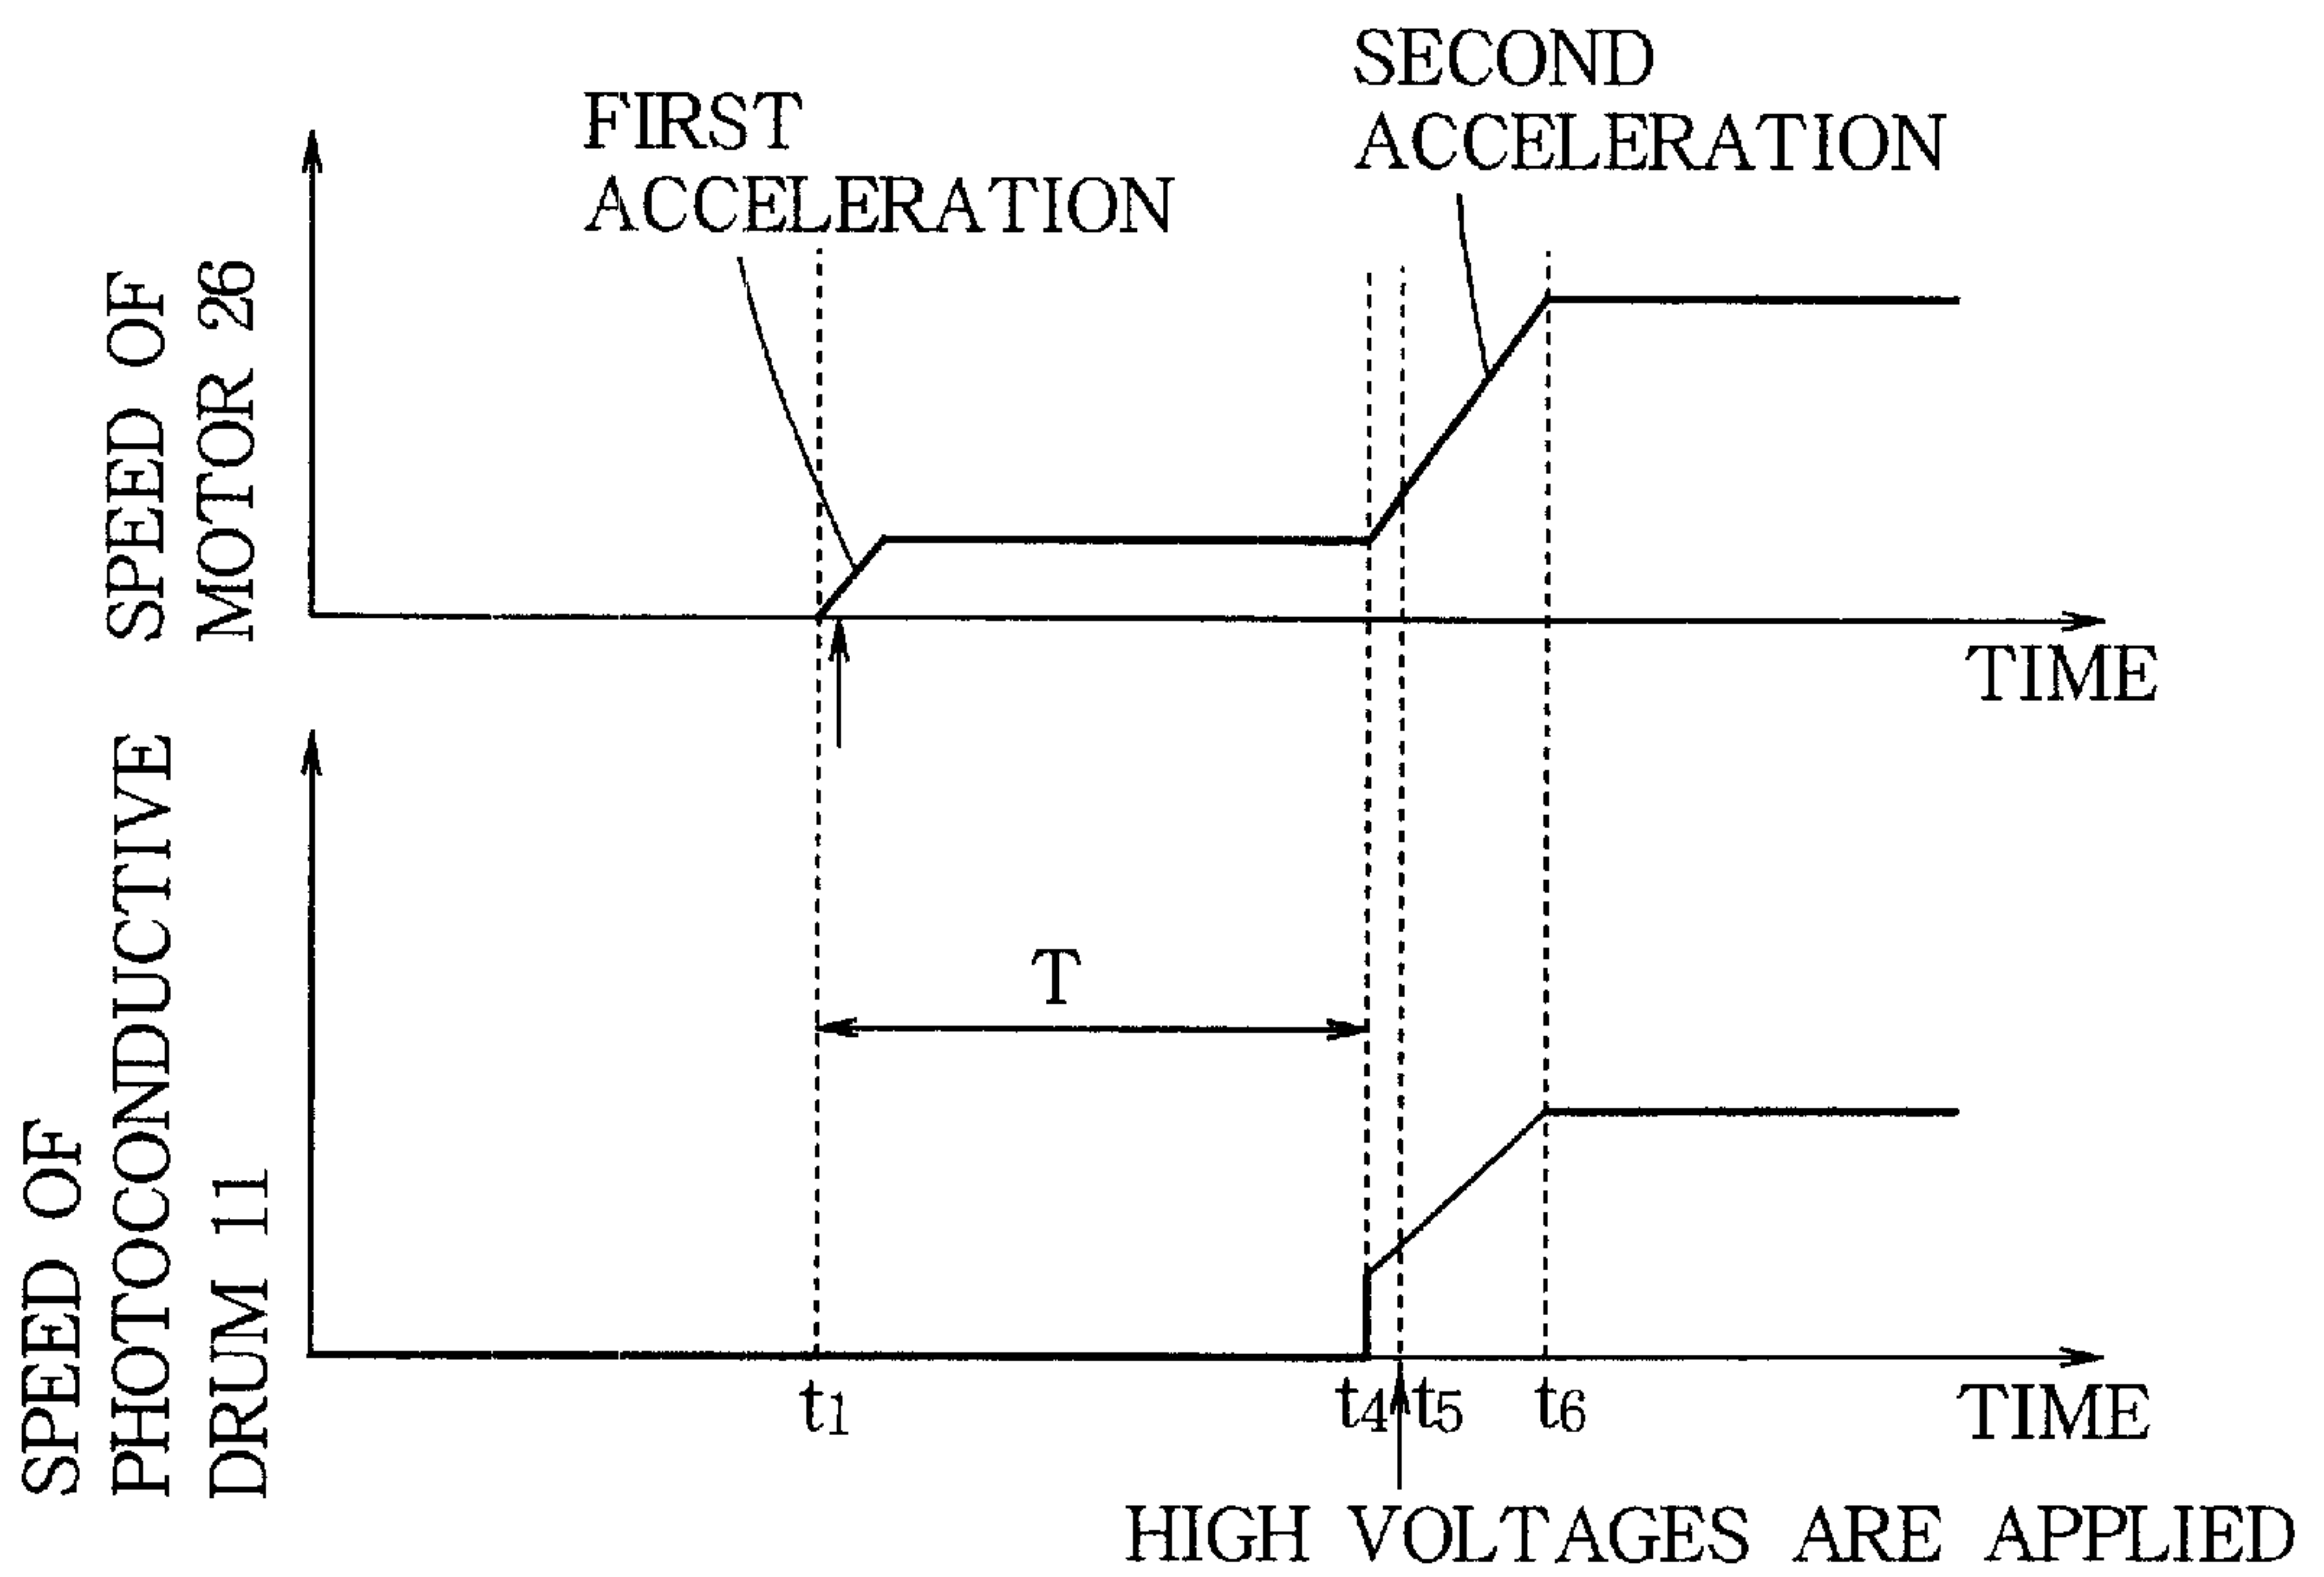 SECOND
ACCELERATION
FIRST
ACCELERATION
SPEED OF
MOTOR 26
TIME
SPEED OF
PHOTOCONDUCTIVE
DRUM 11
T
t1
t4
t5
t6
TIME
HIGH VOLTAGES ARE APPLIED